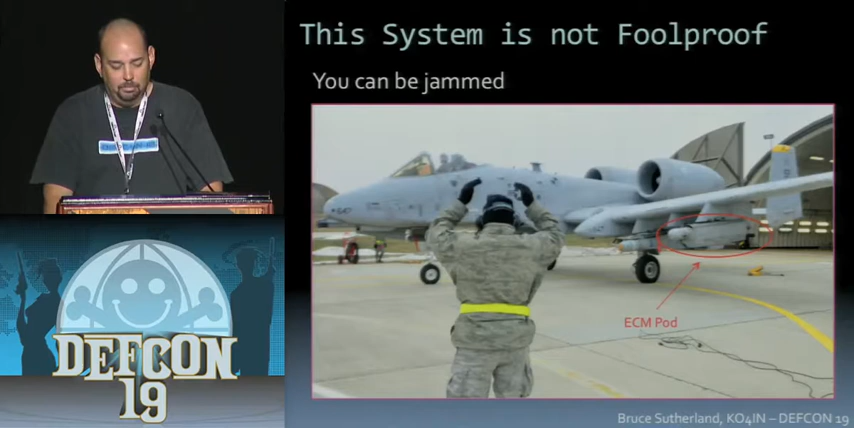 This System is not Foolproof
You can be jammed
ECM Pod
DEFCON
19
Bruce Sutherland, KO4IN – DEFCON 19